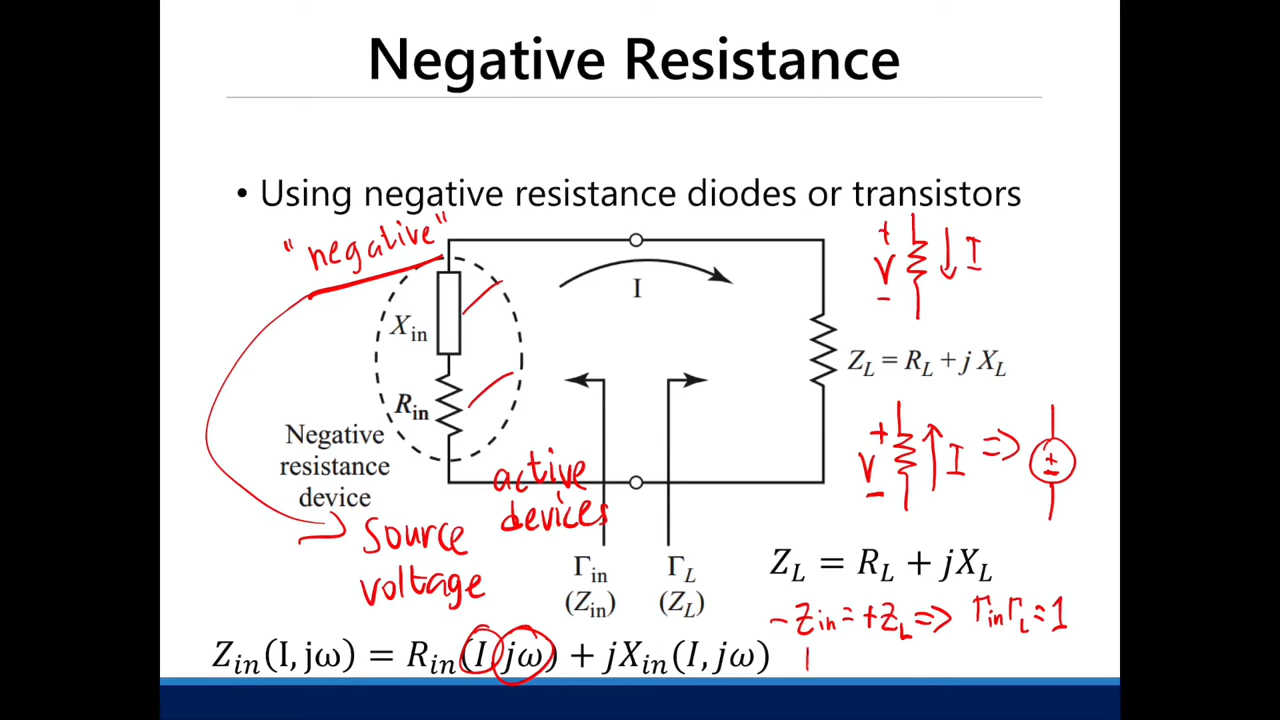 Negative Resistance
• Using negative resistance diodes or transistors
"negative"
+
V
-
I
I
X_in
Z_L = R_L + j X_L
R_in
Negative
resistance
device
+
V
-
I ⇒
±
active
devices
source
voltage
Γ_in
(Z_in)
Γ_L
(Z_L)
Z_L = R_L + jX_L
-Z_in = +Z_L ⇒ Γ_in Γ_L = 1
Z_in(I,jω) = R_in(I,jω) + jX_in(I,jω)